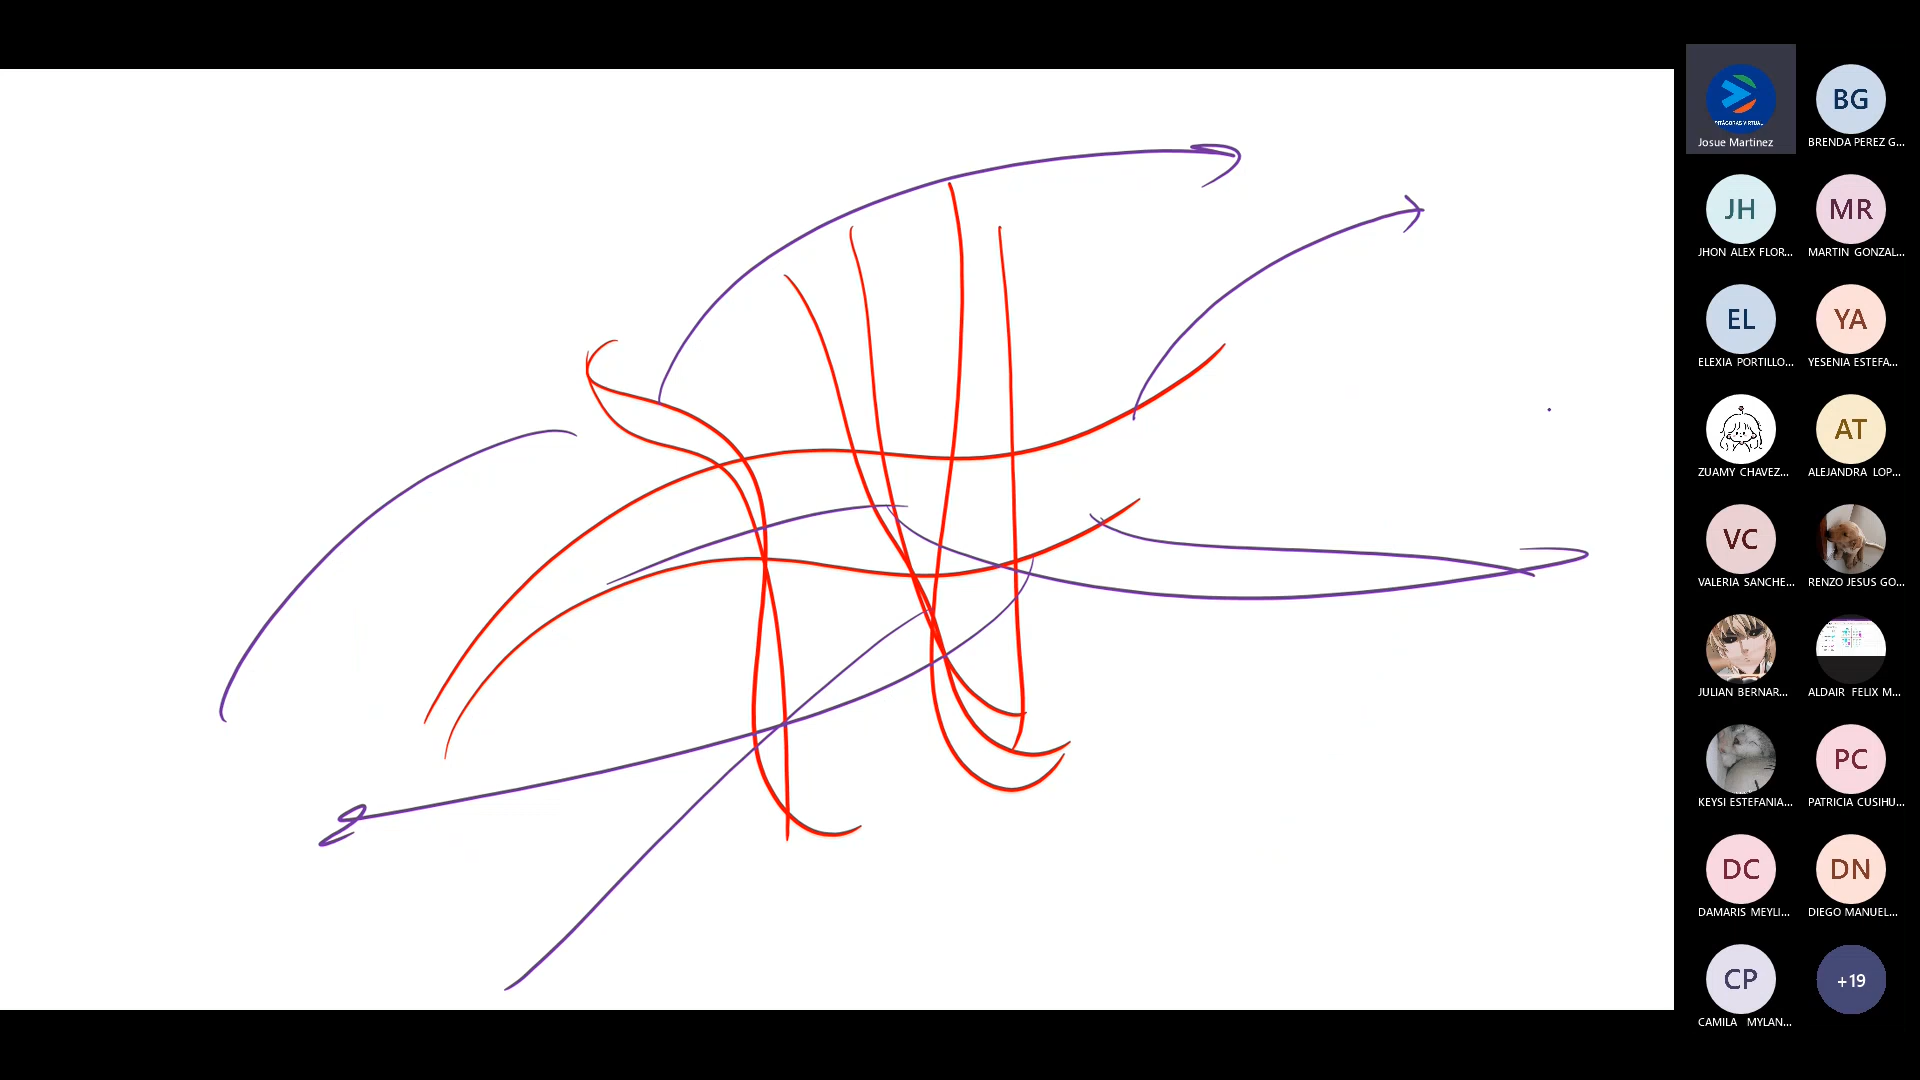 PITÁGORAS VIRTUAL
Josue Martinez
BG
BRENDA PEREZ G...
JH
JHON ALEX FLOR...
MR
MARTIN GONZAL...
EL
ELEXIA PORTILLO...
YA
YESENIA ESTEFA...
ZUAMY CHAVEZ...
AT
ALEJANDRA LOP...
VC
VALERIA SANCHE...
RENZO JESUS GO...
JULIAN BERNAR...
ALDAIR FELIX M...
KEYSI ESTEFANIA...
PC
PATRICIA CUSIHU...
DC
DAMARIS MEYLI...
DN
DIEGO MANUEL...
CP
CAMILA MYLAN...
+19